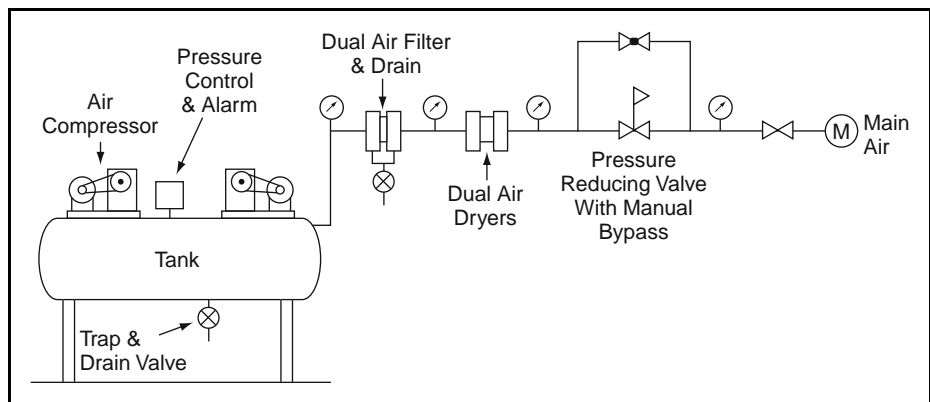 Dual Air Filter
& Drain
Pressure
Control
& Alarm
Air
Compressor
M
Main
Air
Pressure
Reducing Valve
With Manual
Bypass
Dual Air
Dryers
Tank
Trap &
Drain Valve